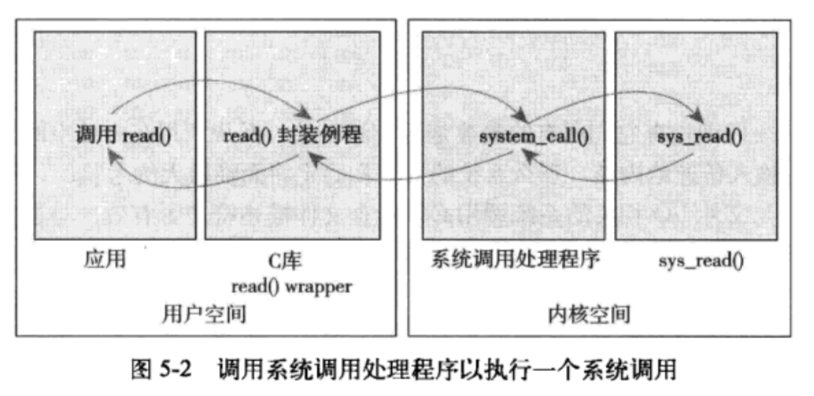 调用 read()
read() 封装例程
system_call()
sys_read()
应用
C库
read() wrapper
系统调用处理程序
sys_read()
用户空间
内核空间
图 5-2 调用系统调用处理程序以执行一个系统调用